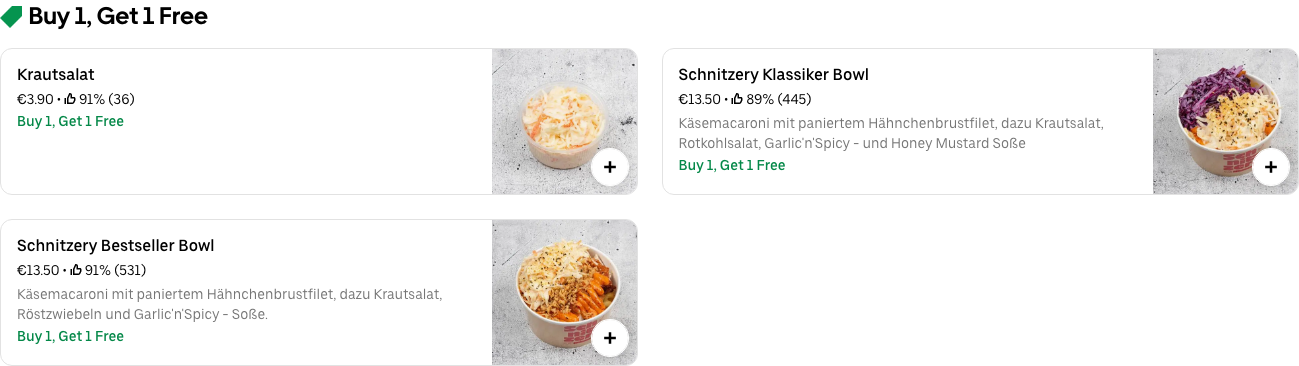 Buy 1, Get 1 Free
Krautsalat
€3.90 • 91% (36)
Buy 1, Get 1 Free
Schnitzery Klassiker Bowl
€13.50 • 89% (445)
Käsemacaroni mit paniertem Hähnchenbrustfilet, dazu Krautsalat,
Rotkohlsalat, Garlic'n'Spicy - und Honey Mustard Soße
Buy 1, Get 1 Free
Schnitzery Bestseller Bowl
€13.50 • 91% (531)
Käsemacaroni mit paniertem Hähnchenbrustfilet, dazu Krautsalat,
Röstzwiebeln und Garlic'n'Spicy - Soße.
Buy 1, Get 1 Free